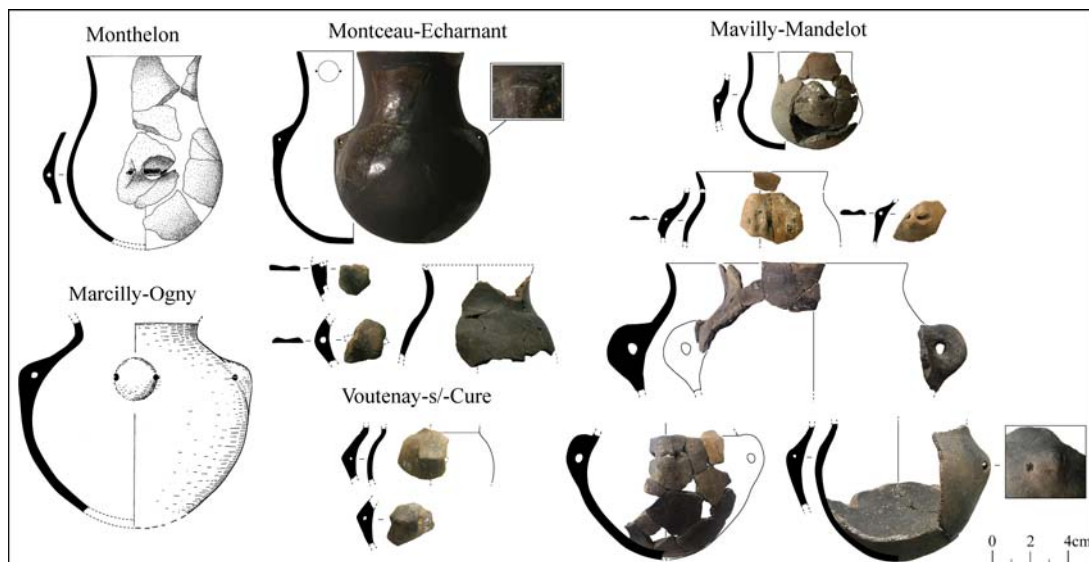 Monthelon
Montceau-Echarnant
Mavilly-Mandelot
Marcilly-Ogny
Voutenay-s/-Cure
0 2 4cm